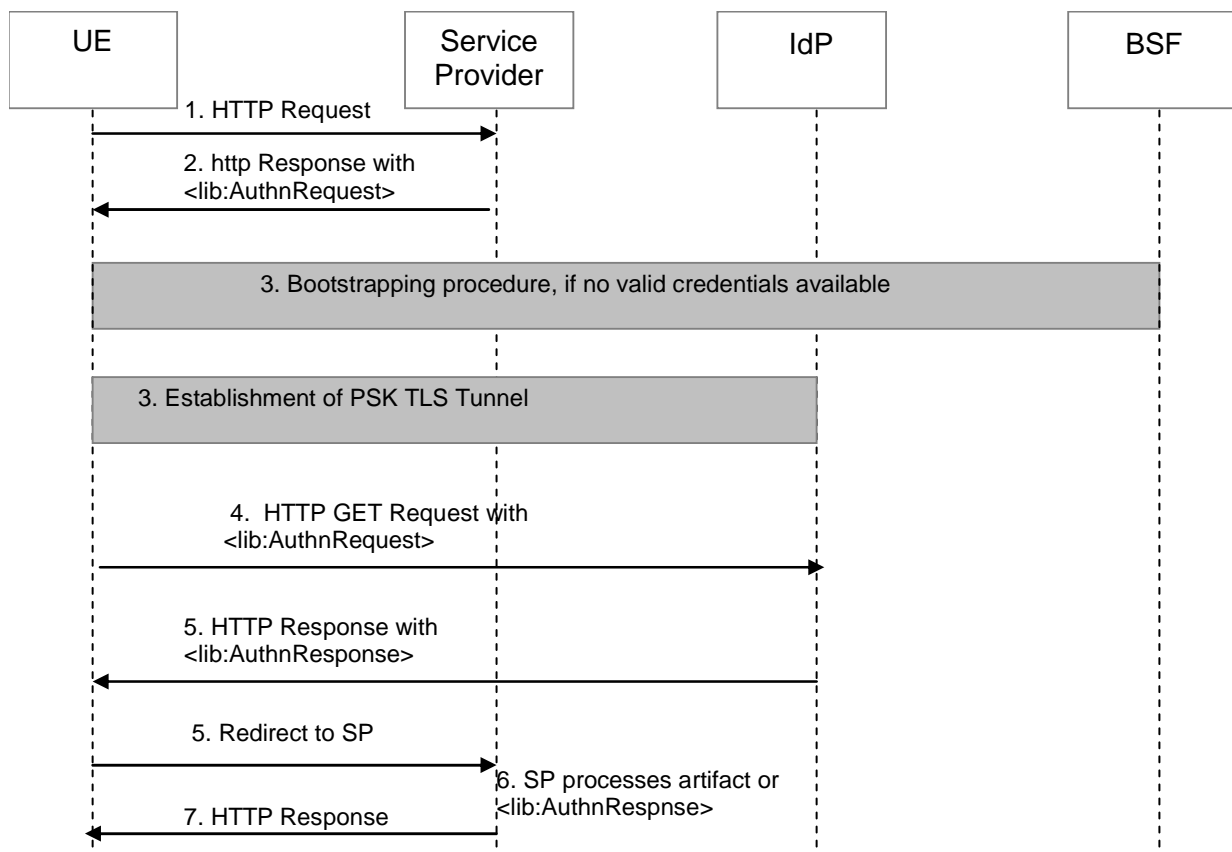 UE
Service
Provider
IdP
BSF
1. HTTP Request
2. http Response with
<lib:AuthnRequest>
3. Bootstrapping procedure, if no valid credentials available
3. Establishment of PSK TLS Tunnel
4. HTTP GET Request with
<lib:AuthnRequest>
5. HTTP Response with
<lib:AuthnResponse>
5. Redirect to SP
6. SP processes artifact or
<lib:AuthnRespnse>
7. HTTP Response